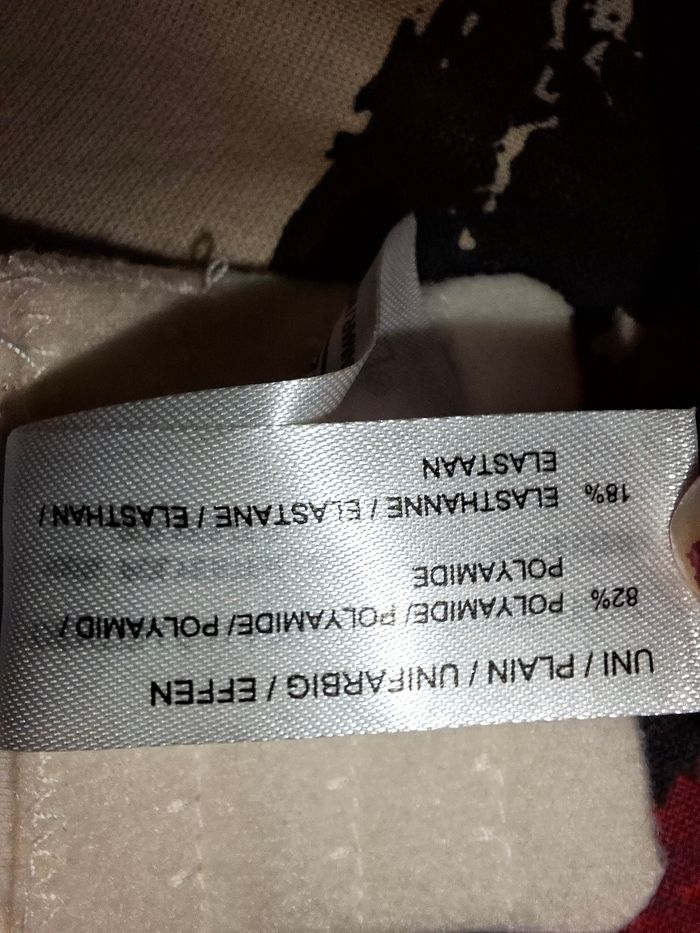 UNI / PLAIN / UNIFARBIG / EFFEN
82% POLYAMIDE/ POLYAMIDE/ POLYAMID /
POLYAMIDE
18% ELASTHANNE / ELASTANE / ELASTHAN /
ELASTAAN